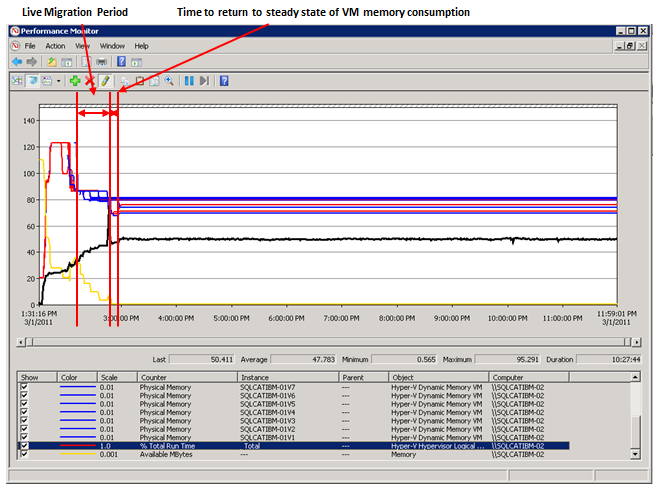 Live Migration Period
Time to return to steady state of VM memory consumption
Performance Monitor
File Action View Window Help
140
120
100
80
60
40
20
0
1:31:16 PM 3:00:00 PM 4:00:00 PM 5:00:00 PM 6:00:00 PM 7:00:00 PM 8:00:00 PM 9:00:00 PM 10:00:00 PM 11:00:00 PM 11:59:01 PM
3/1/2011 3/1/2011
Last 50.411 Average 47.783 Minimum 0.565 Maximum 95.291 Duration 10:27:44
Show Color Scale Counter Instance Parent Object Computer
0.01 Physical Memory SQLCATIBM-01V7 --- Hyper-V Dynamic Memory VM \\SQLCATIBM-02
0.01 Physical Memory SQLCATIBM-01V6 --- Hyper-V Dynamic Memory VM \\SQLCATIBM-02
0.01 Physical Memory SQLCATIBM-01V5 --- Hyper-V Dynamic Memory VM \\SQLCATIBM-02
0.01 Physical Memory SQLCATIBM-01V4 --- Hyper-V Dynamic Memory VM \\SQLCATIBM-02
0.01 Physical Memory SQLCATIBM-01V3 --- Hyper-V Dynamic Memory VM \\SQLCATIBM-02
0.01 Physical Memory SQLCATIBM-01V2 --- Hyper-V Dynamic Memory VM \\SQLCATIBM-02
0.01 Physical Memory SQLCATIBM-01V1 --- Hyper-V Dynamic Memory VM \\SQLCATIBM-02
1.0 % Total Run Time Total Hyper-V Hypervisor Logical ... \\SQLCATIBM-02
0.001 Available MBytes --- --- Memory \\SQLCATIBM-02